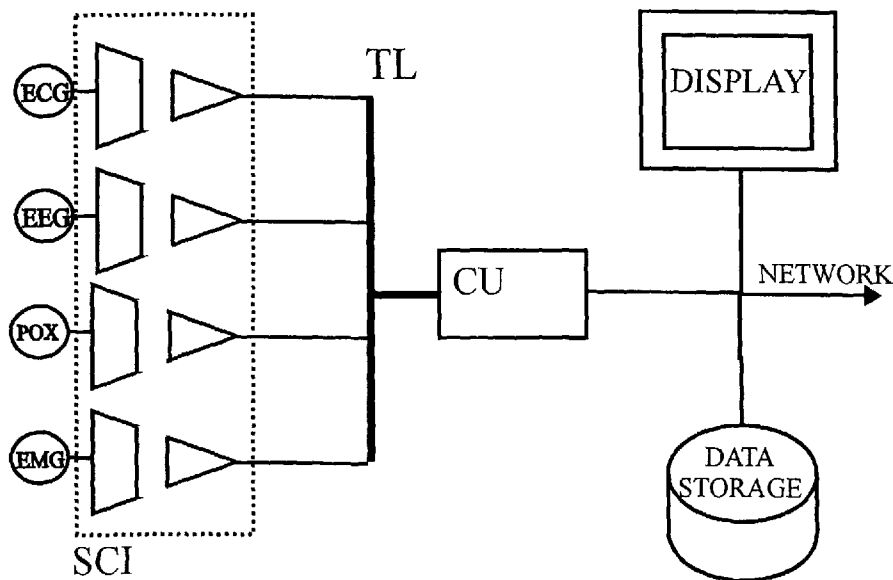 ECG
TL
DISPLAY
EEG
CU
NETWORK
POX
EMG
DATA
STORAGE
SCI